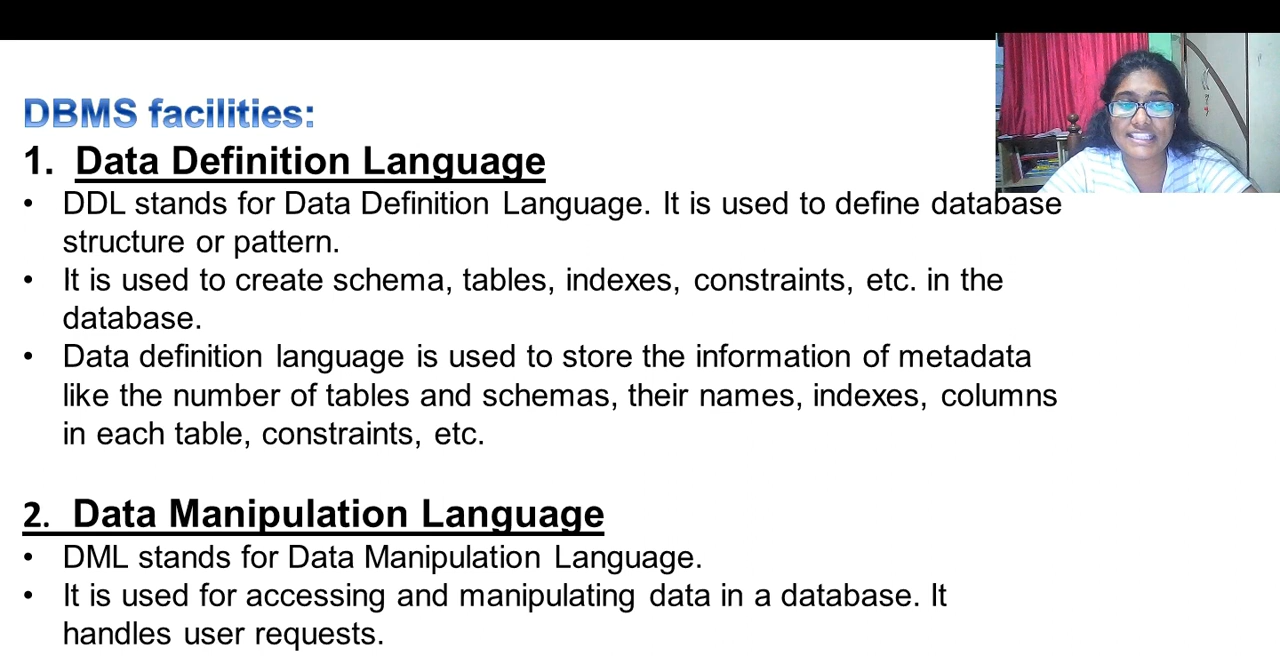 DBMS facilities:
1. Data Definition Language
• DDL stands for Data Definition Language. It is used to define database
structure or pattern.
• It is used to create schema, tables, indexes, constraints, etc. in the
database.
• Data definition language is used to store the information of metadata
like the number of tables and schemas, their names, indexes, columns
in each table, constraints, etc.
2. Data Manipulation Language
• DML stands for Data Manipulation Language.
• It is used for accessing and manipulating data in a database. It
handles user requests.